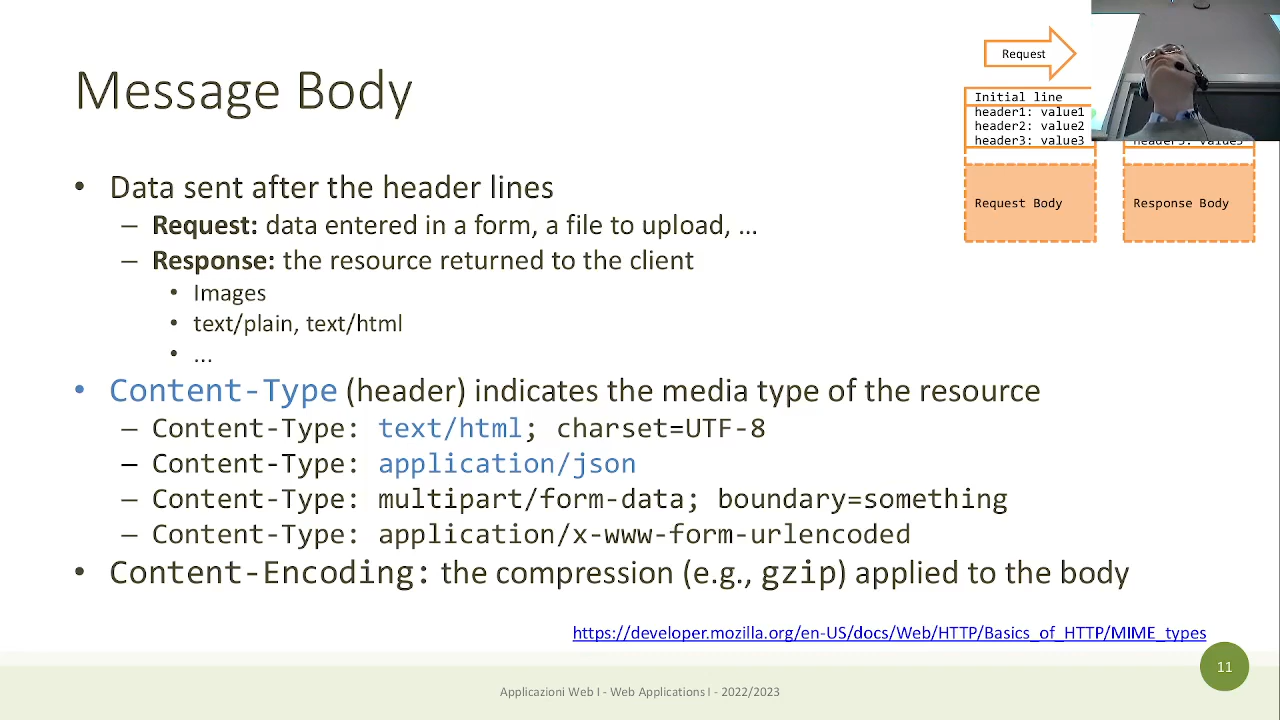 Message Body
Request
Initial line
header1: value1
header2: value2
header3: value3
Request Body
Response Body
• Data sent after the header lines
– Request: data entered in a form, a file to upload, …
– Response: the resource returned to the client
• Images
• text/plain, text/html
• ...
• Content-Type (header) indicates the media type of the resource
– Content-Type: text/html; charset=UTF-8
– Content-Type: application/json
– Content-Type: multipart/form-data; boundary=something
– Content-Type: application/x-www-form-urlencoded
• Content-Encoding: the compression (e.g., gzip) applied to the body
https://developer.mozilla.org/en-US/docs/Web/HTTP/Basics_of_HTTP/MIME_types
11
Applicazioni Web I - Web Applications I - 2022/2023